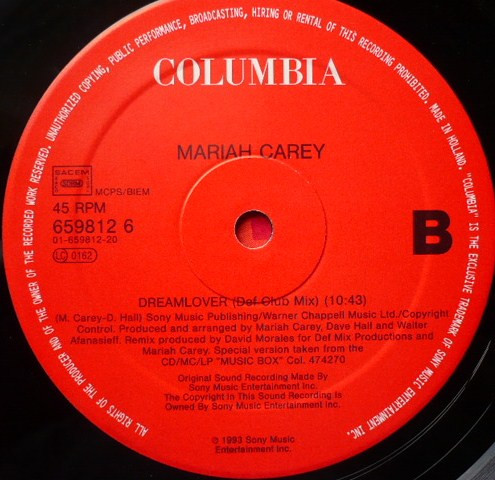 UNAUTHORIZED COPYING, PUBLIC PERFORMANCE, BROADCASTING, HIRING OR RENTAL OF THIS RECORDING PROHIBITED. MADE IN HOLLAND. "COLUMBIA" IS THE EXCLUSIVE TRADEMARK OF SONY MUSIC ENTERTAINMENT INC.
ALL RIGHTS OF THE PRODUCER AND OF THE OWNER OF THE RECORDED WORK RESERVED.
COLUMBIA
MARIAH CAREY
SACEM
MCPS/BIEM
45 RPM
659812 6
01-659812-20
LC 0162
B
DREAMLOVER (Def Club Mix) (10:43)
(M. Carey-D. Hall) Sony Music Publishing/Warner Chappell Music Ltd./Copyright
Control. Produced and arranged by Mariah Carey, Dave Hall and Walter
Afanasieff. Remix produced by David Morales for Def Mix Productions and
Mariah Carey. Special version taken from the
CD/MC/LP "MUSIC BOX" Col. 474270
Original Sound Recording Made By
Sony Music Entertainment Inc.
The Copyright in This Sound Recording is
Owned By Sony Music Entertainment Inc.
℗ © 1993 Sony Music
Entertainment Inc.